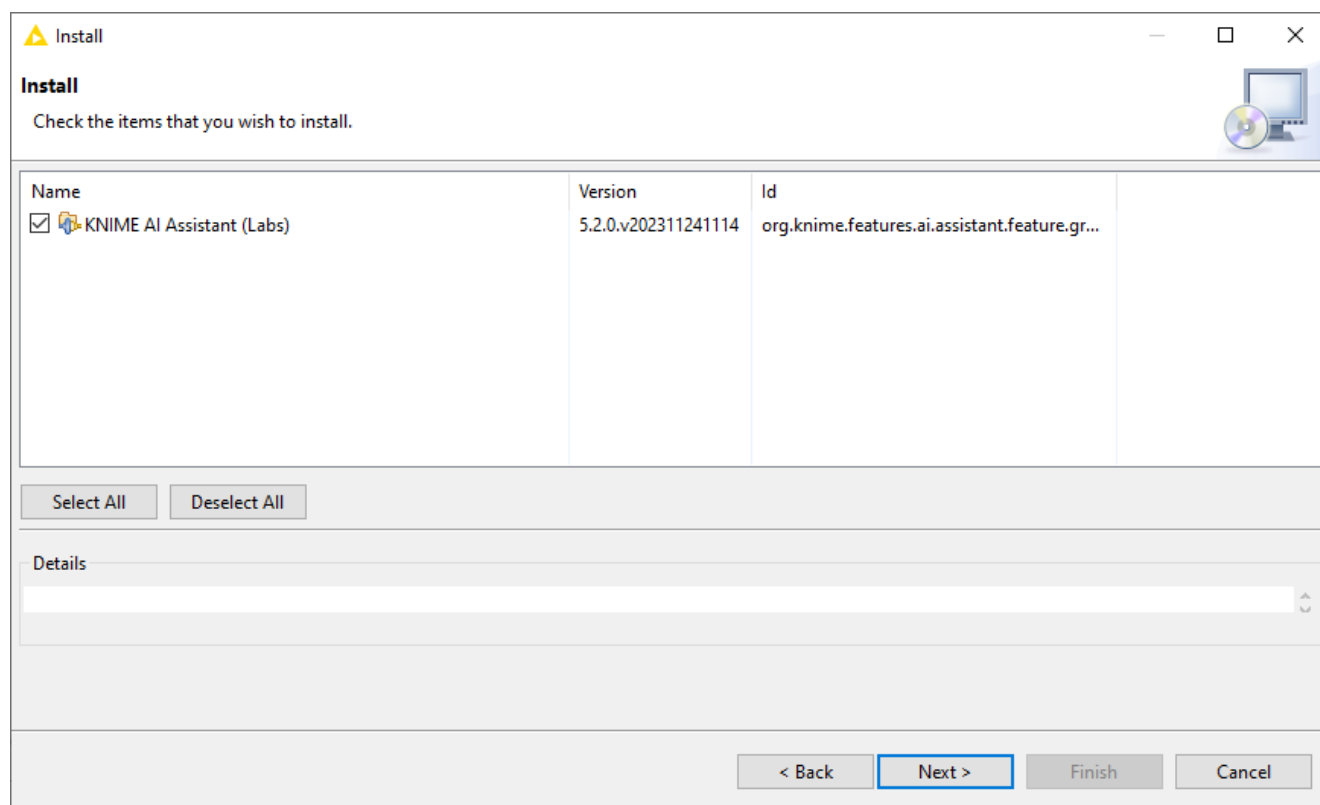 Install
Install
Check the items that you wish to install.
Name Version Id
KNIME AI Assistant (Labs) 5.2.0.v202311241114 org.knime.features.ai.assistant.feature.gr...
Select All Deselect All
Details
< Back Next > Finish Cancel